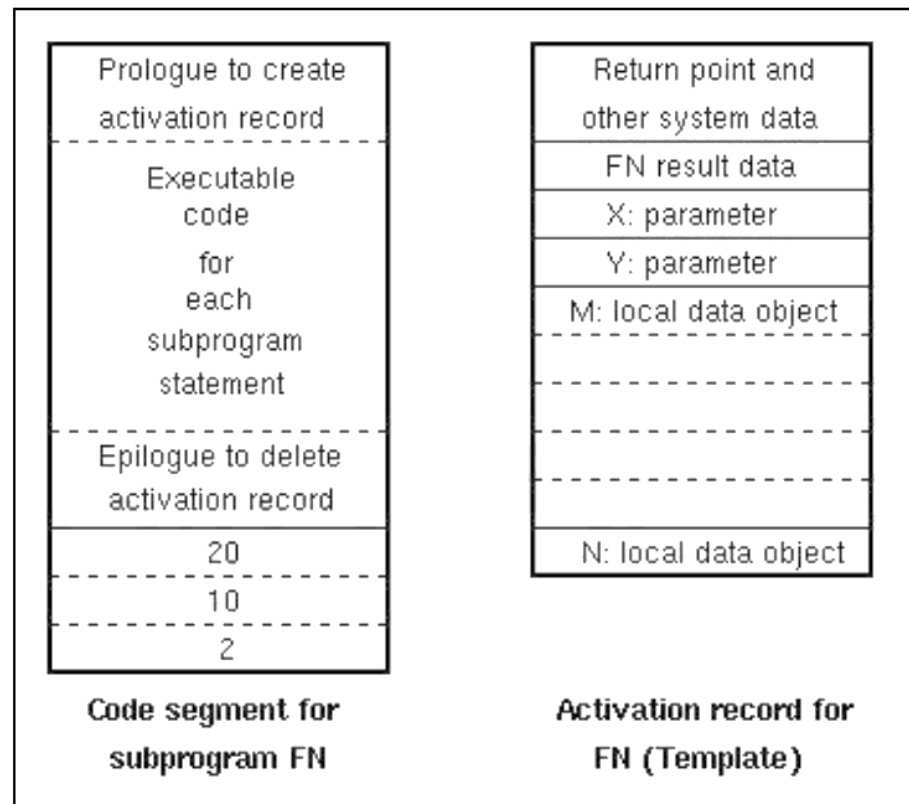 Prologue to create
activation record
Executable
code
for
each
subprogram
statement
Epilogue to delete
activation record
20
10
2
Code segment for
subprogram FN
Return point and
other system data
FN result data
X: parameter
Y: parameter
M: local data object
N: local data object
Activation record for
FN (Template)